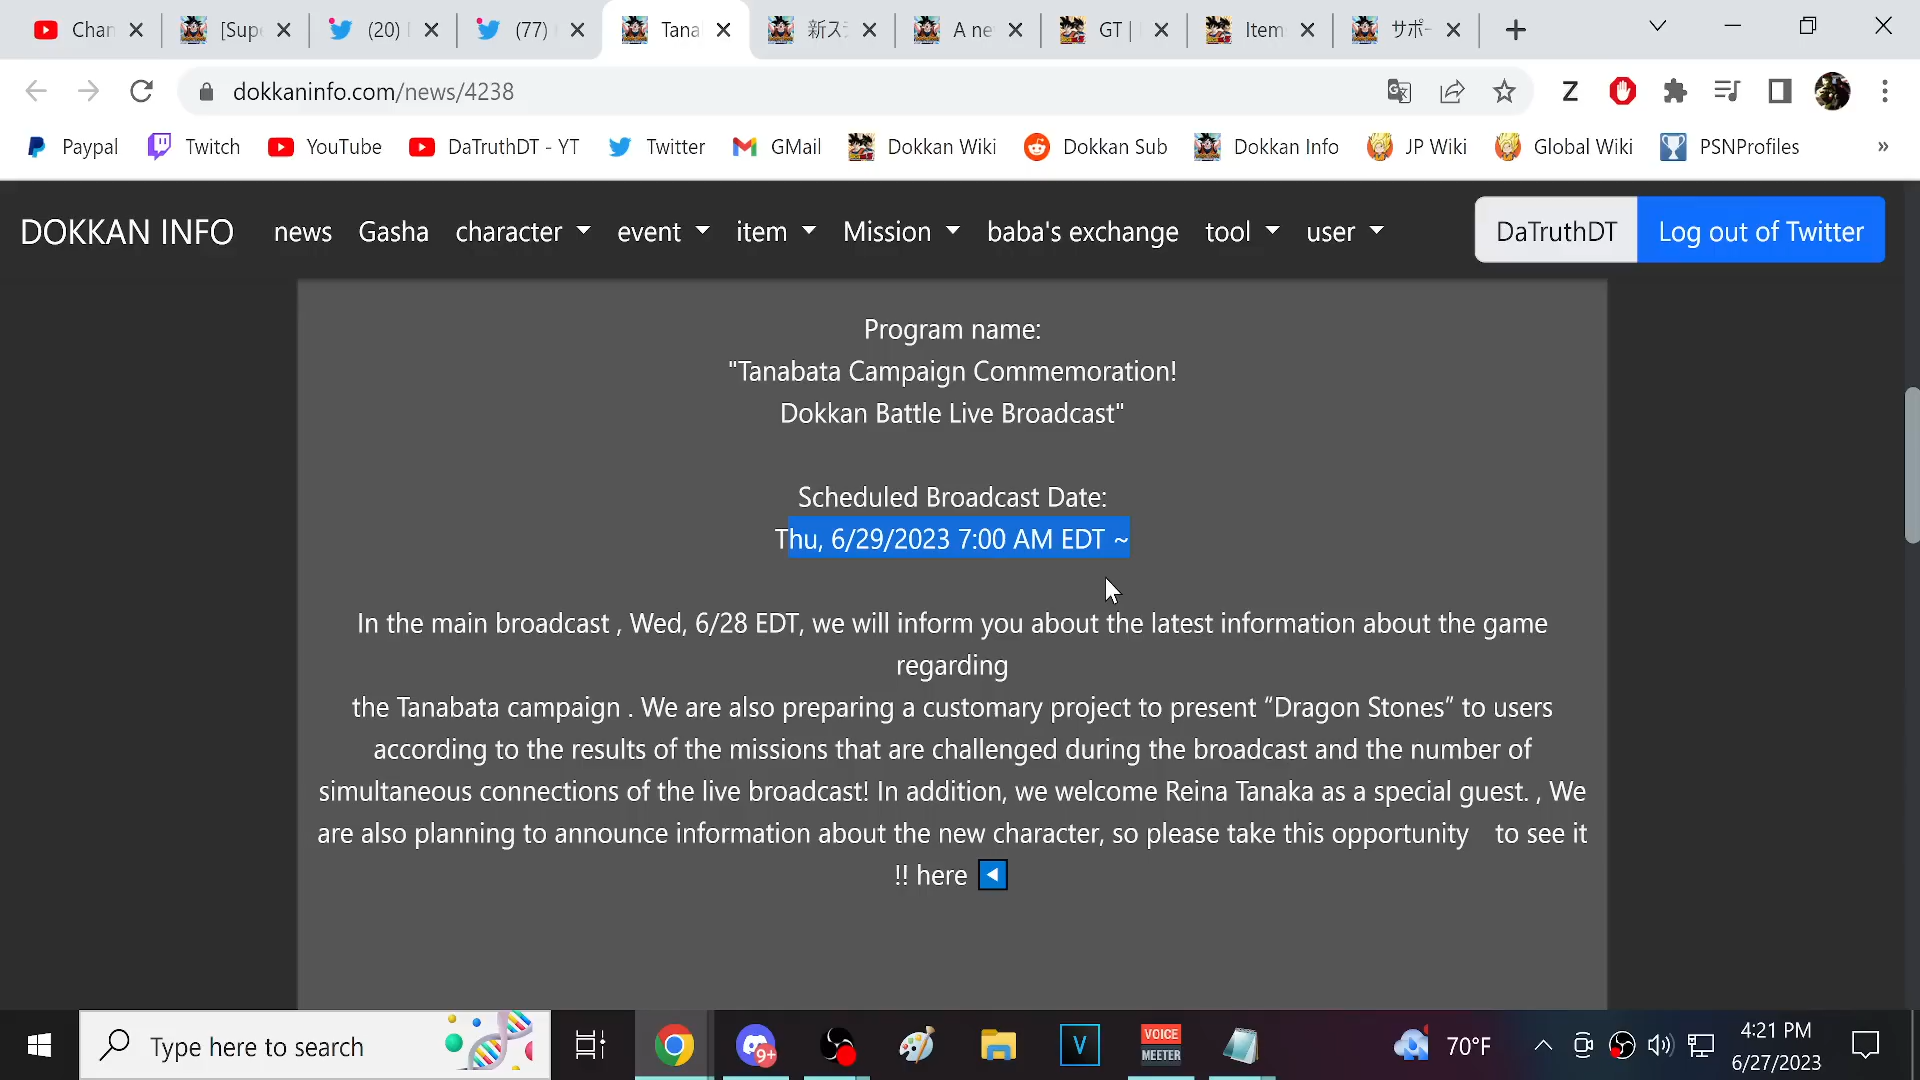 Chan
[Sup
(20)
(77)
Tana
新ス
A ne
GT |
Item
サポー
dokkaninfo.com/news/4238
Z
Paypal
Twitch
YouTube
DaTruthDT - YT
Twitter
GMail
Dokkan Wiki
Dokkan Sub
Dokkan Info
JP Wiki
Global Wiki
PSNProfiles
»
DOKKAN INFO
news
Gasha
character
event
item
Mission
baba's exchange
tool
user
DaTruthDT
Log out of Twitter
Program name:
"Tanabata Campaign Commemoration!
Dokkan Battle Live Broadcast"
Scheduled Broadcast Date:
Thu, 6/29/2023 7:00 AM EDT ~
In the main broadcast , Wed, 6/28 EDT, we will inform you about the latest information about the game
regarding
the Tanabata campaign . We are also preparing a customary project to present “Dragon Stones” to users
according to the results of the missions that are challenged during the broadcast and the number of
simultaneous connections of the live broadcast! In addition, we welcome Reina Tanaka as a special guest. , We
are also planning to announce information about the new character, so please take this opportunity to see it
!! here
Type here to search
9+
V
VOICE
MEETER
70°F
4:21 PM
6/27/2023